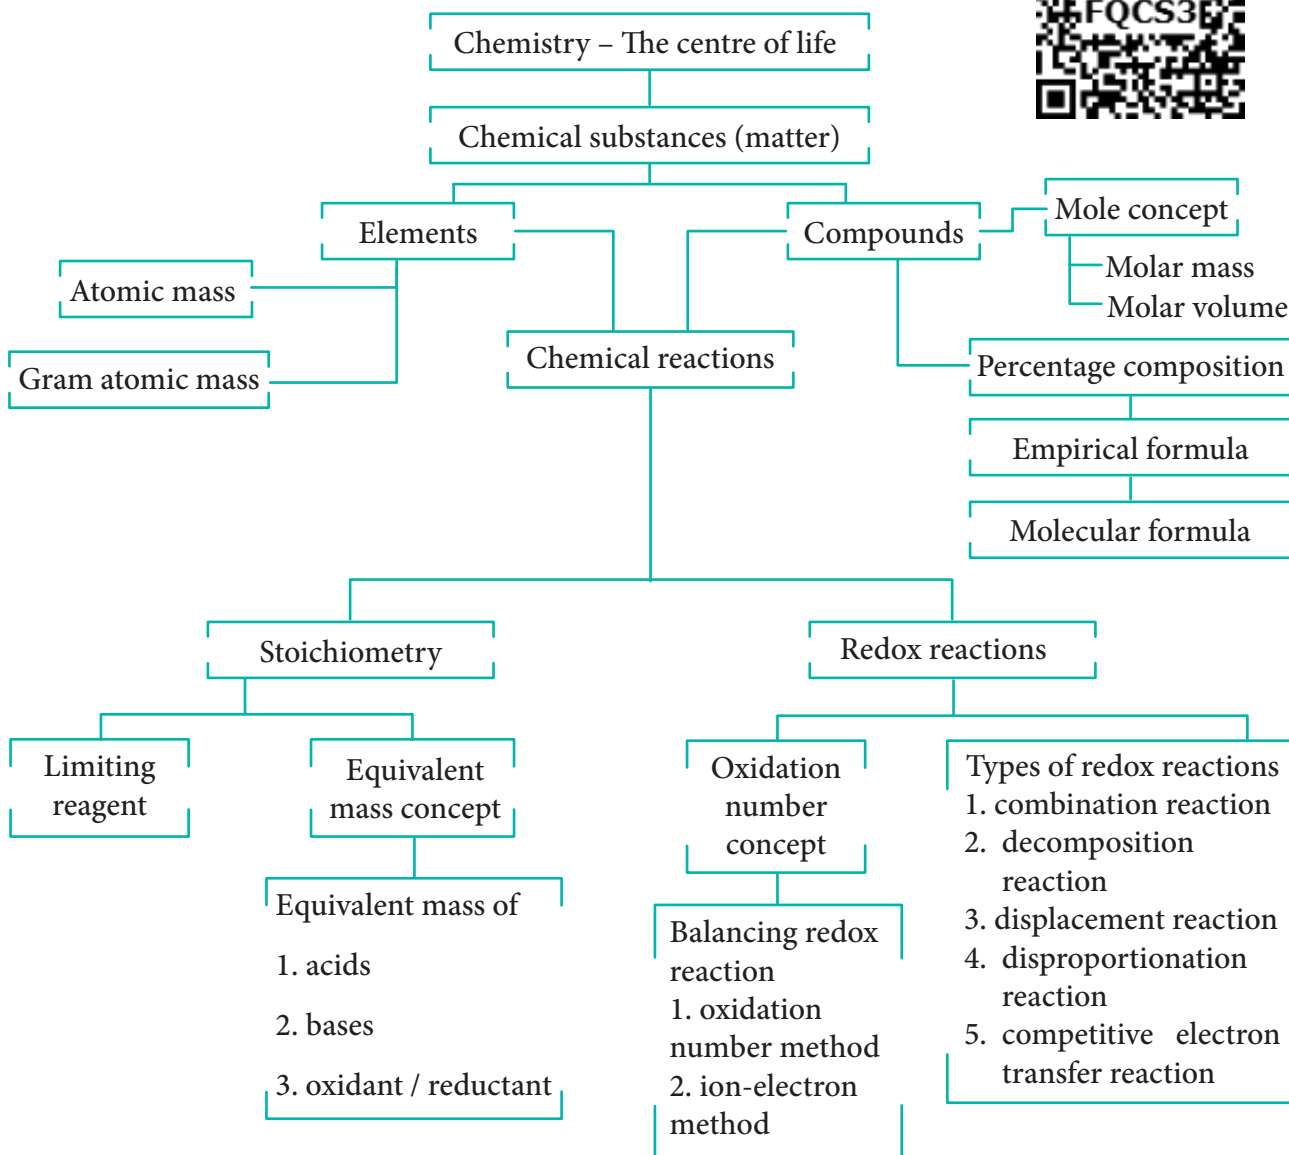 FQCS3E
Chemistry – The centre of life
Chemical substances (matter)
Elements
Compounds
Mole concept
Molar mass
Molar volume
Atomic mass
Gram atomic mass
Chemical reactions
Percentage composition
Empirical formula
Molecular formula
Stoichiometry
Redox reactions
Limiting
reagent
Equivalent
mass concept
Equivalent mass of
1. acids
2. bases
3. oxidant / reductant
Oxidation
number
concept
Balancing redox
reaction
1. oxidation
number method
2. ion-electron
method
Types of redox reactions
1. combination reaction
2. decomposition
reaction
3. displacement reaction
4. disproportionation
reaction
5. competitive electron
transfer reaction